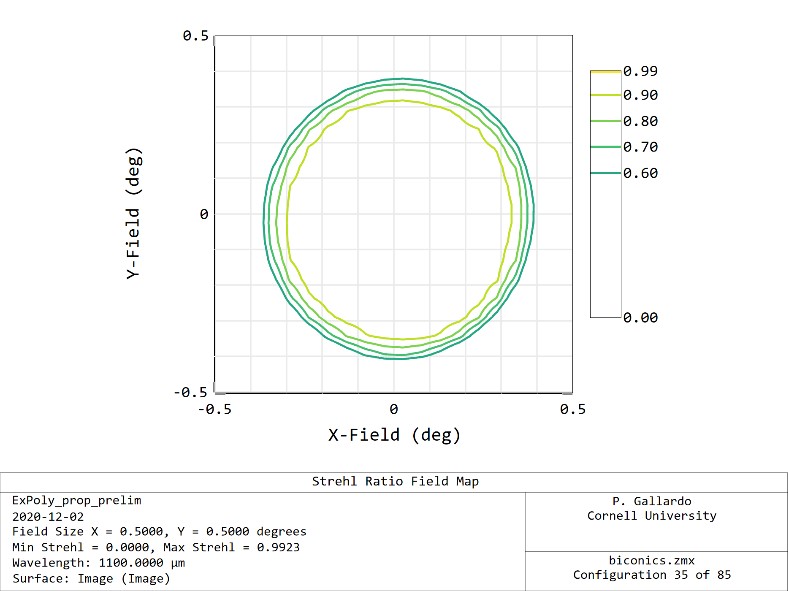 0.5
0
-0.5
Y-Field (deg)
-0.5
0
0.5
X-Field (deg)
0.99
0.90
0.80
0.70
0.60
0.00
Strehl Ratio Field Map
ExPoly_prop_prelim
2020-12-02
Field Size X = 0.5000, Y = 0.5000 degrees
Min Strehl = 0.0000, Max Strehl = 0.9923
Wavelength: 1100.0000 µm
Surface: Image (Image)
P. Gallardo
Cornell University
biconics.zmx
Configuration 35 of 85